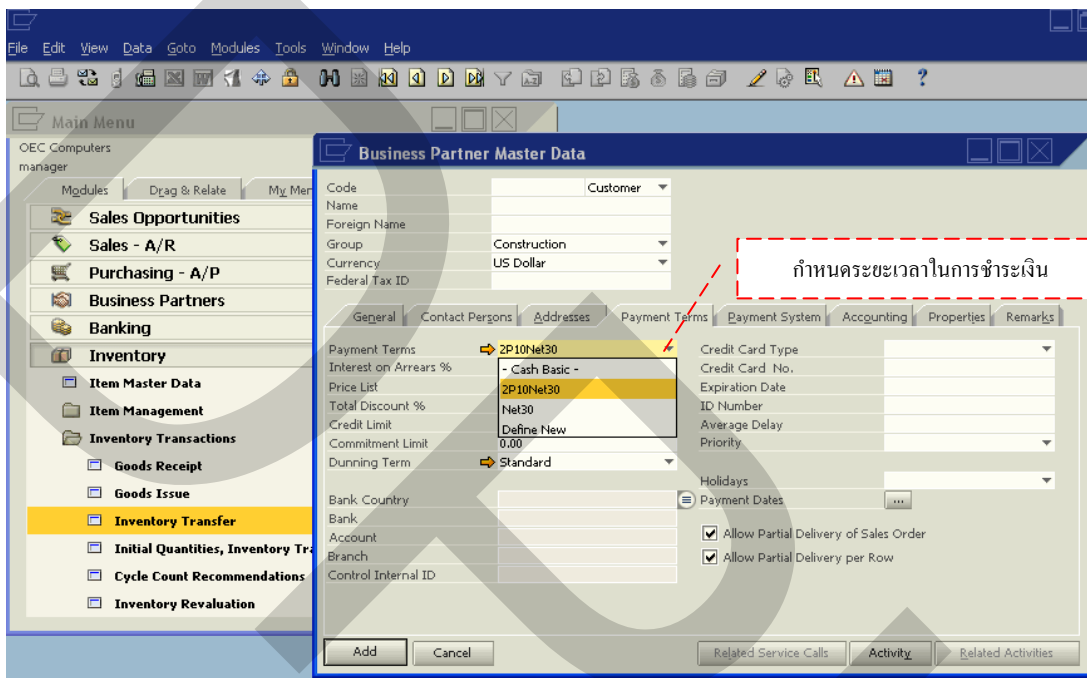 File Edit View Data Goto Modules Tools Window Help
Main Menu
OEC Computers
manager
Modules Drag & Relate My Men
Sales Opportunities
Sales - A/R
Purchasing - A/P
Business Partners
Banking
Inventory
Item Master Data
Item Management
Inventory Transactions
Goods Receipt
Goods Issue
Inventory Transfer
Initial Quantities, Inventory Tra
Cycle Count Recommendations
Inventory Revaluation
Business Partner Master Data
Code Customer
Name
Foreign Name
Group Construction
Currency US Dollar
Federal Tax ID
กำหนดระยะเวลาในการชำระเงิน
General Contact Persons Addresses Payment Terms Payment System Accounting Properties Remarks
Payment Terms 2P10Net30
Interest on Arrears % - Cash Basic -
Price List 2P10Net30
Total Discount % Net30
Credit Limit Define New
Commitment Limit 0.00
Dunning Term Standard
Bank Country
Bank
Account
Branch
Control Internal ID
Credit Card Type
Credit Card No.
Expiration Date
ID Number
Average Delay
Priority
Holidays
Payment Dates ...
Allow Partial Delivery of Sales Order
Allow Partial Delivery per Row
Add Cancel Related Service Calls Activity Related Activities